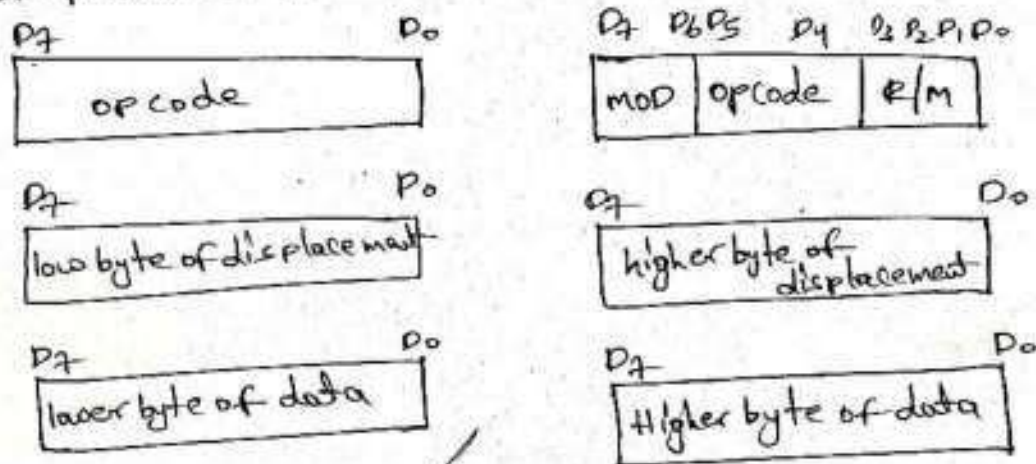 D7 D0 D7 D6 D5 D4 D3 D2 D1 D0
opcode MOD opcode R/M
D7 D0 D7 D0
low byte of displacement higher byte of
displacement
D7 D0 D7 D0
lower byte of data Higher byte of data